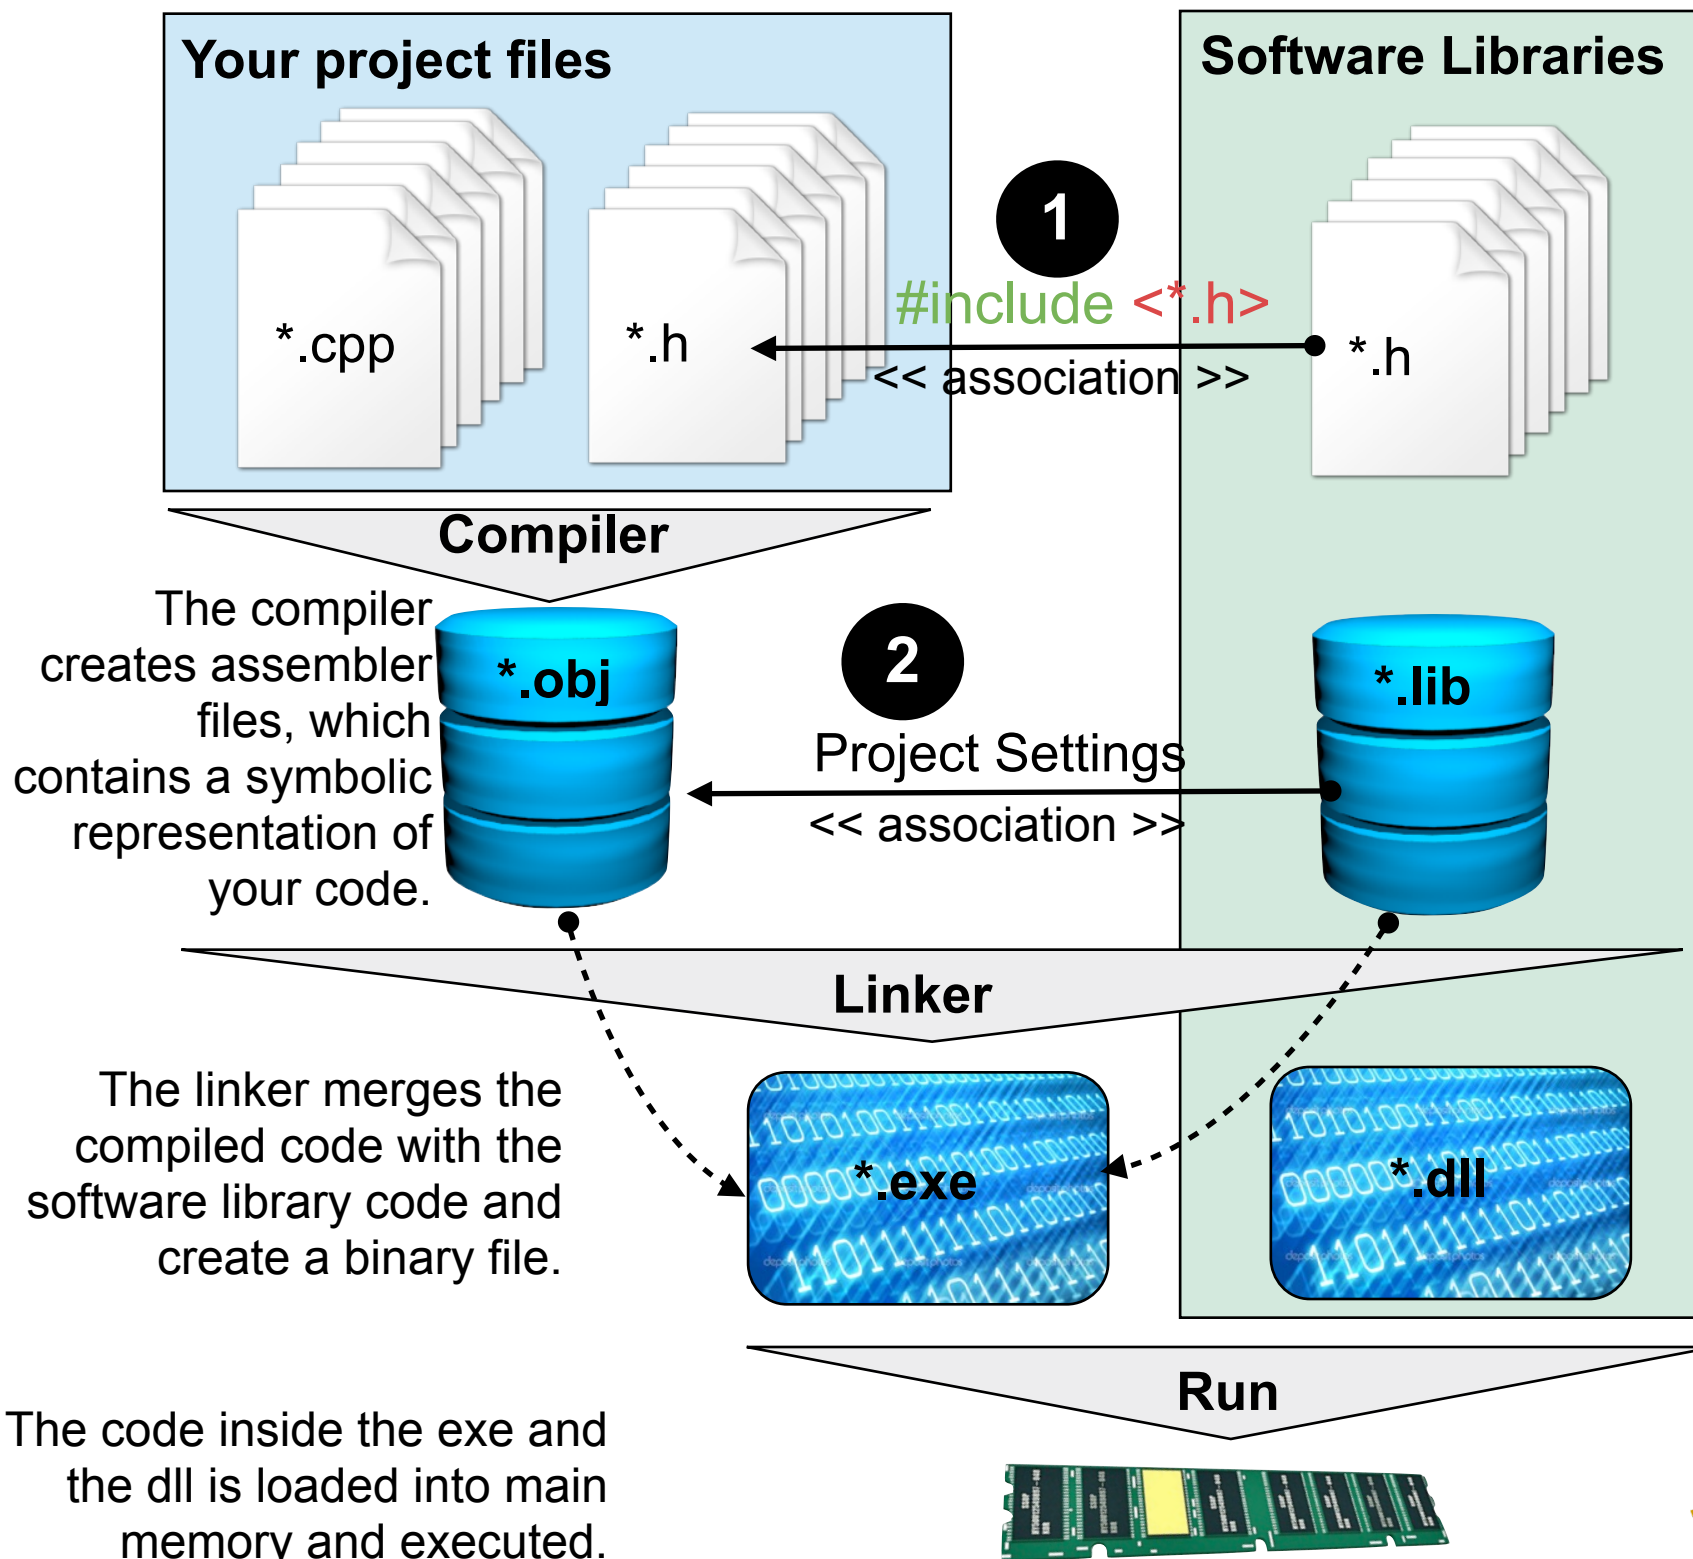 Your project files
Software Libraries
1
#include <*.h>
*.cpp
*.h
*.h
<< association >>
Compiler
The compiler
creates assembler
files, which
contains a symbolic
representation of
your code.
*.obj
2
*.lib
Project Settings
<< association >>
Linker
The linker merges the
compiled code with the
software library code and
create a binary file.
*.exe
*.dll
Run
The code inside the exe and
the dll is loaded into main
memory and executed.